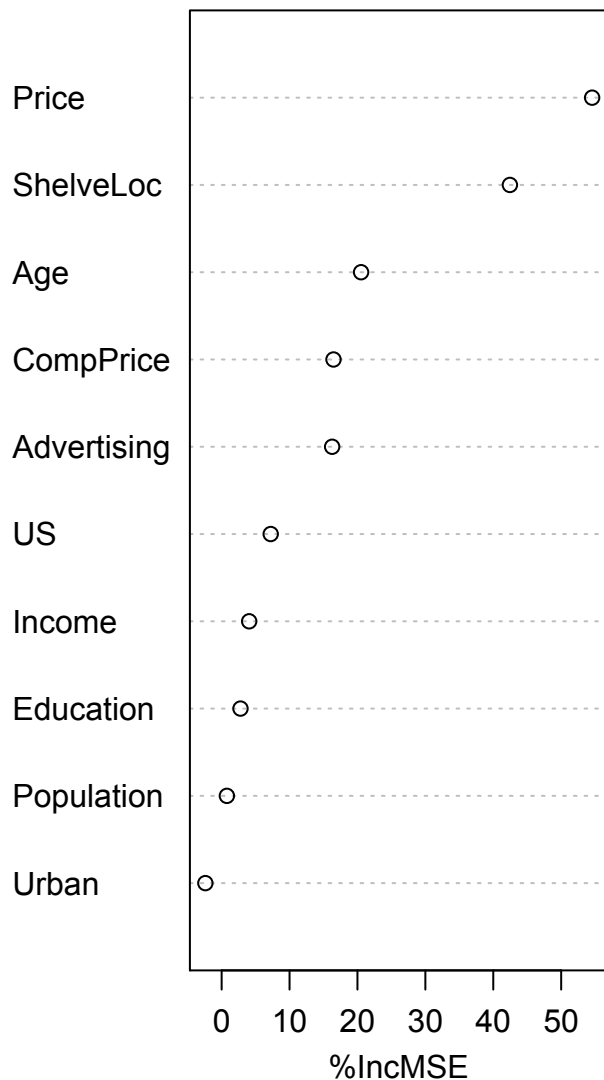 Price
ShelveLoc
Age
CompPrice
Advertising
US
Income
Education
Population
Urban
0 10 20 30 40 50
%IncMSE